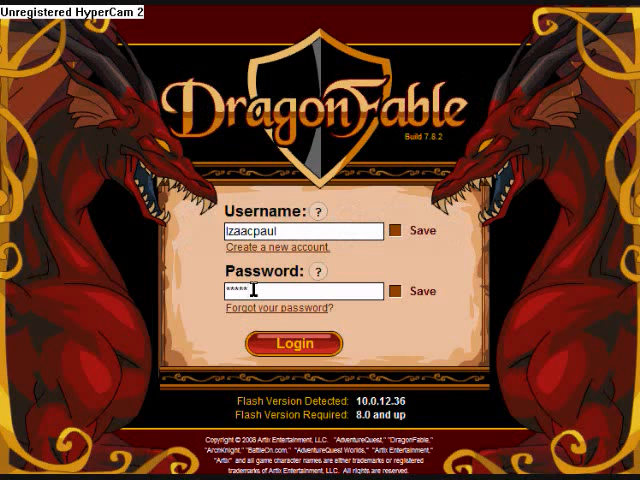 Unregistered HyperCam 2
DragonFable
Build 7.8.2
Username: ?
Izaacpaul Save
Create a new account.
Password: ?
***** Save
Forgot your password?
Login
Flash Version Detected: 10.0.12.36
Flash Version Required: 8.0 and up
Copyright © 2008 Artix Entertainment, LLC. "AdventureQuest," "DragonFable,"
"ArchKnight," "BattleOn.com," "AdventureQuest Worlds, "Artix Entertainment,"
"Artix" and all game character names are either trademarks or registered
trademarks of Artix Entertainment, LLC. All rights are reserved.